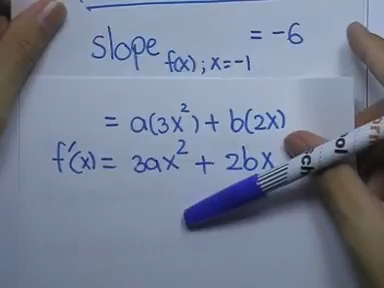 slope f(x) ; x=-1 = -6
= a(3x²) + b(2x)
f'(x) = 3ax² + 2bx